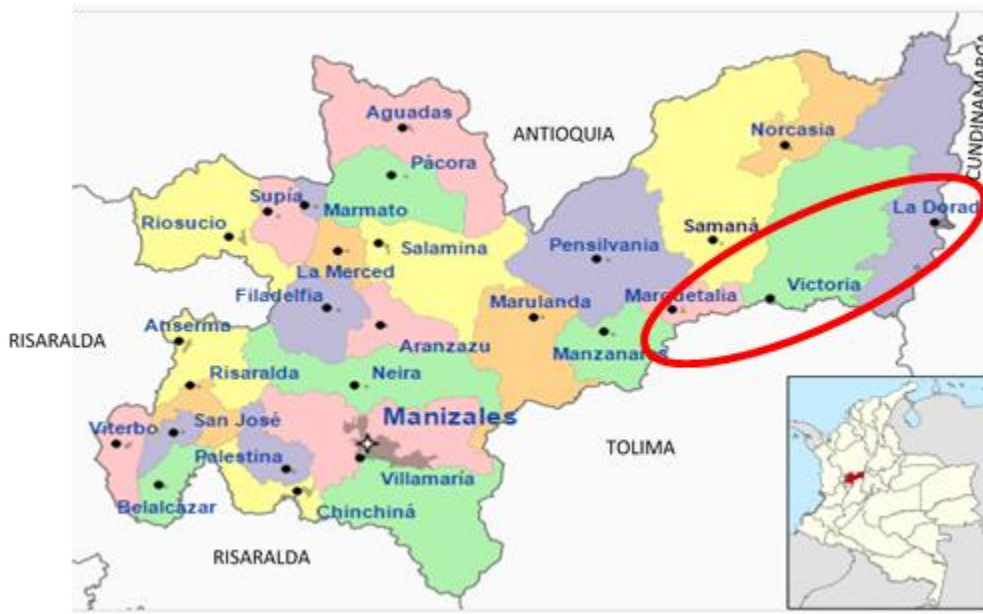 Aguadas
ANTIOQUIA
CUNDINAMARCA
Norcasia
Pácora
Supía
Marmato
Riosucio
La Dorad
Samaná
Salamina
Pensilvania
La Merced
Filadelfia
Victoria
Marquetalia
Marulanda
Anserma
RISARALDA
Aranzazu
Manzanares
Risaralda
Neira
San José
Manizales
Viterbo
TOLIMA
Palestina
Villamaría
Belalcázar
Chinchiná
RISARALDA